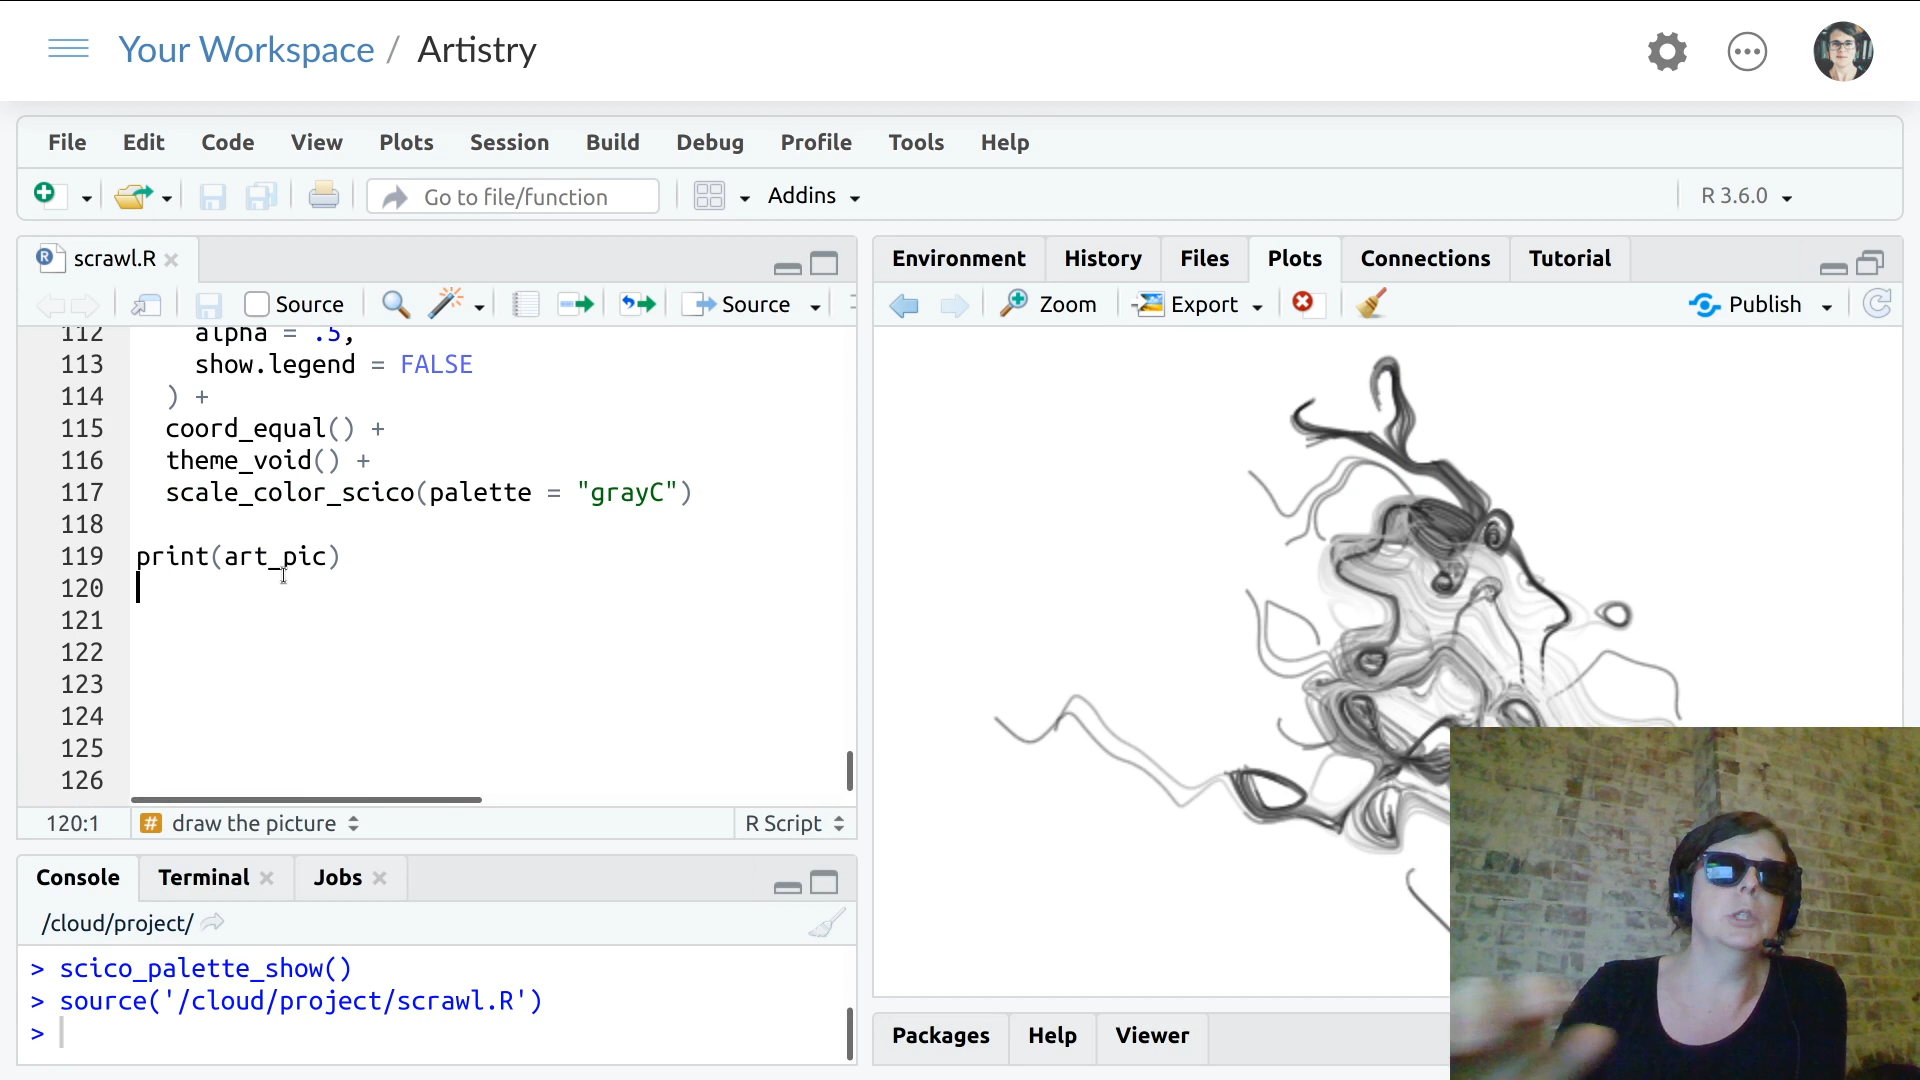 Your Workspace / Artistry
File Edit Code View Plots Session Build Debug Profile Tools Help
Go to file/function Addins R 3.6.0
scrawl.R
Source Source
112 alpha = .5,
113 show.legend = FALSE
114 ) +
115 coord_equal() +
116 theme_void() +
117 scale_color_scico(palette = "grayC")
118
119 print(art_pic)
120
121
122
123
124
125
126
120:1 # draw the picture R Script
Console Terminal Jobs
/cloud/project/
> scico_palette_show()
> source('/cloud/project/scrawl.R')
>
Environment History Files Plots Connections Tutorial
Zoom Export Publish
Packages Help Viewer